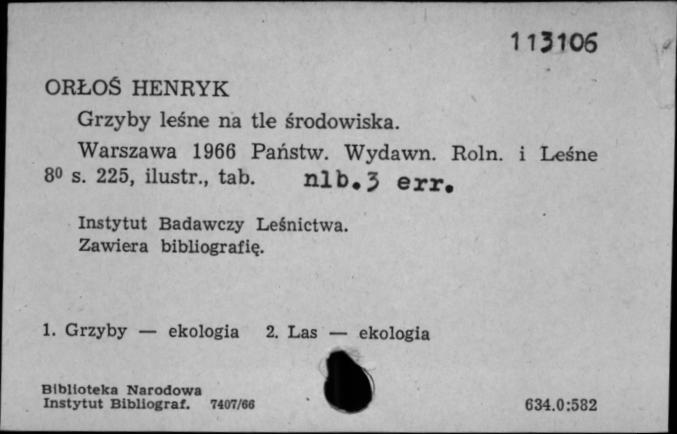 113106
ORŁOŚ HENRYK
Grzyby leśne na tle środowiska.
Warszawa 1966 Państw. Wydawn. Roln. i Leśne
8⁰ s. 225, ilustr., tab. nlb.3 err.
Instytut Badawczy Leśnictwa.
Zawiera bibliografię.
1. Grzyby — ekologia 2. Las — ekologia
Biblioteka Narodowa
Instytut Bibliograf. 7407/66 634.0:582